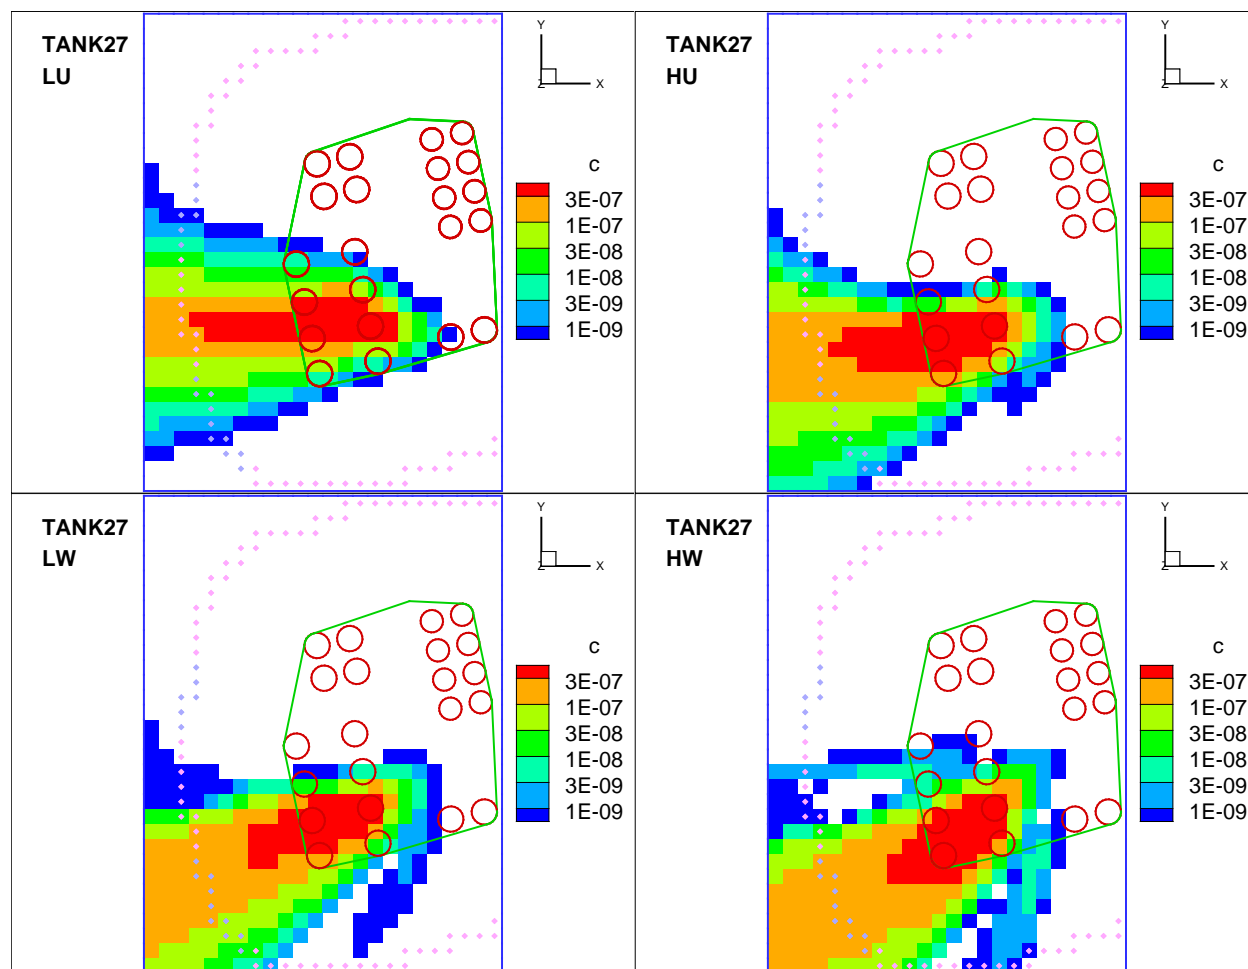 TANK27
LU
Y
Z
X
C
3E-07
1E-07
3E-08
1E-08
3E-09
1E-09
TANK27
HU
Y
Z
X
C
3E-07
1E-07
3E-08
1E-08
3E-09
1E-09
TANK27
LW
Y
Z
X
C
3E-07
1E-07
3E-08
1E-08
3E-09
1E-09
TANK27
HW
Y
Z
X
C
3E-07
1E-07
3E-08
1E-08
3E-09
1E-09